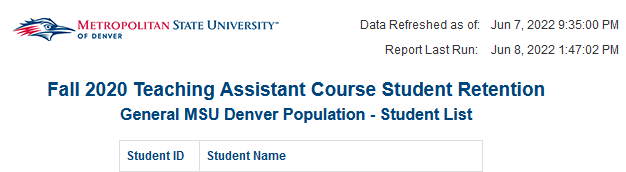 METROPOLITAN STATE UNIVERSITY™
OF DENVER
Data Refreshed as of: Jun 7, 2022 9:35:00 PM
Report Last Run: Jun 8, 2022 1:47:02 PM
Fall 2020 Teaching Assistant Course Student Retention
General MSU Denver Population - Student List
Student ID Student Name